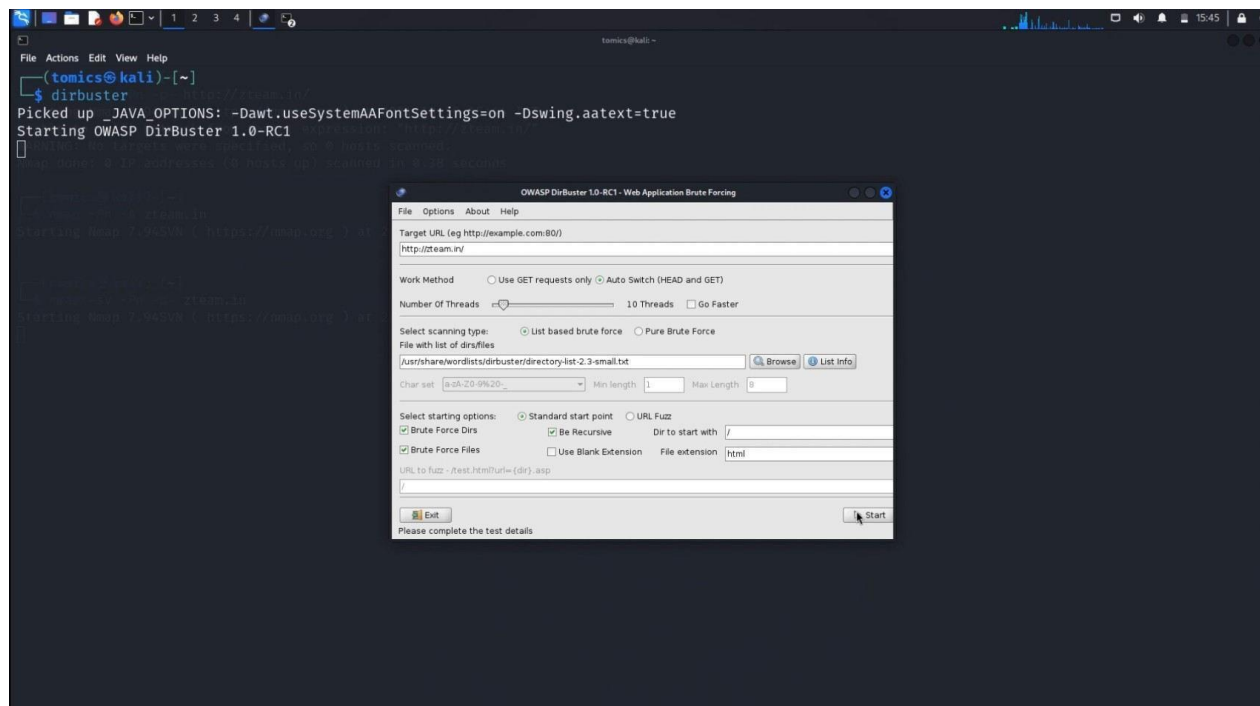 1 2 3 4
15:45
tomics@kali: ~
File Actions Edit View Help
(tomics㉿kali)-[~]
$ dirbuster
Picked up _JAVA_OPTIONS: -Dawt.useSystemAAFontSettings=on -Dswing.aatext=true
Starting OWASP DirBuster 1.0-RC1
OWASP DirBuster 1.0-RC1 - Web Application Brute Forcing
File Options About Help
Target URL (eg http://example.com:80/)
http://zteam.in/
Work Method Use GET requests only Auto Switch (HEAD and GET)
Number Of Threads 10 Threads Go Faster
Select scanning type: List based brute force Pure Brute Force
File with list of dirs/files
/usr/share/wordlists/dirbuster/directory-list-2.3-small.txt Browse List Info
Char set a-zA-Z0-9%20-_ Min length 1 Max Length 8
Select starting options: Standard start point URL Fuzz
Brute Force Dirs Be Recursive Dir to start with /
Brute Force Files Use Blank Extension File extension html
URL to fuzz - /test.html?url={dir}.asp
/
Exit Start
Please complete the test details